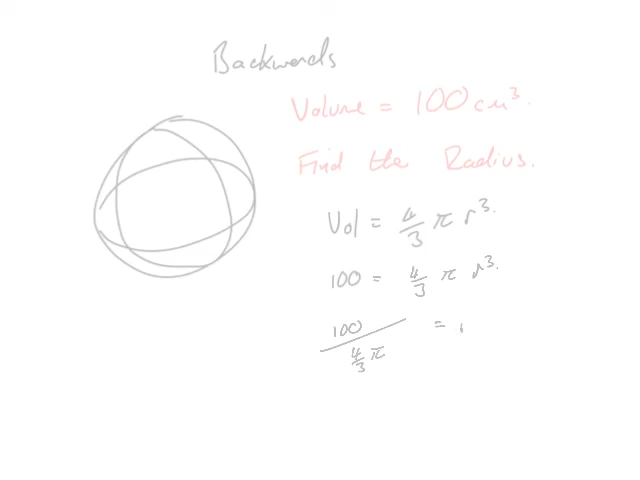 Backwards
Volume = 100 cm³.
Find the Radius.
Vol = 4/3 π r³.
100 = 4/3 π r³.
100 / (4/3 π) =